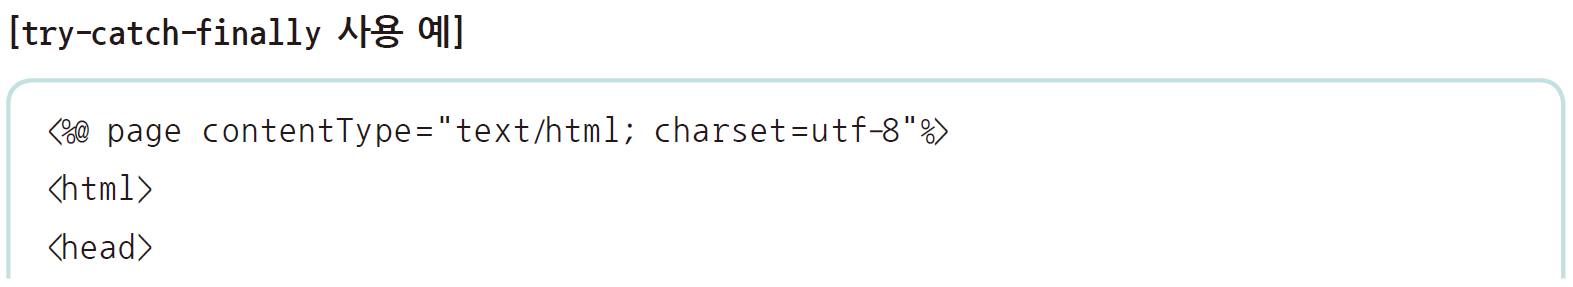 [try-catch-finally 사용 예]
<%@ page contentType="text/html; charset=utf-8"%>
<html>
<head>